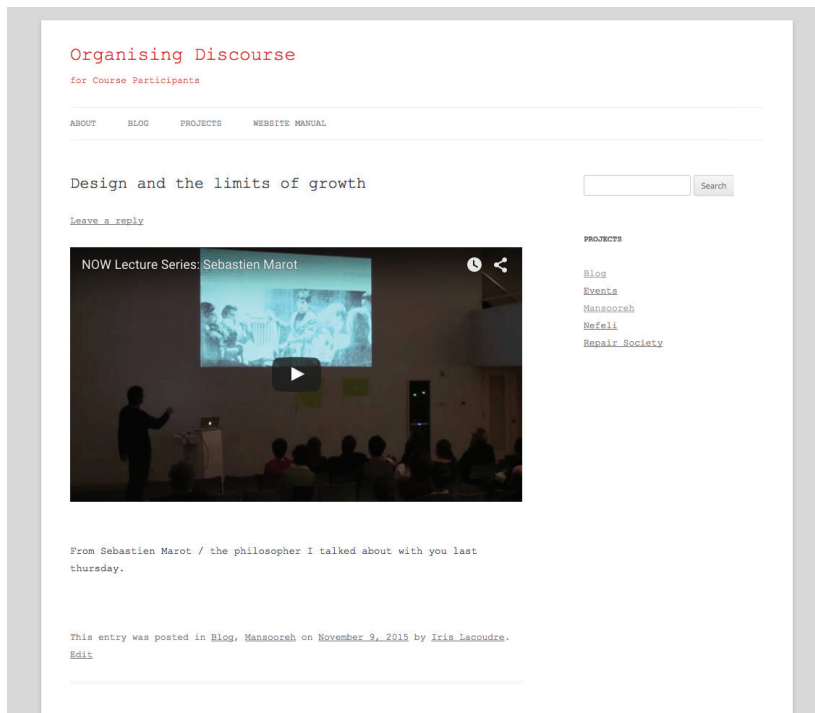 Organising Discourse
for Course Participants
ABOUT BLOG PROJECTS WEBSITE MANUAL
Design and the limits of growth
Leave a reply
NOW Lecture Series: Sebastien Marot
From Sebastien Marot / the philosopher I talked about with you last
thursday.
This entry was posted in Blog, Mansooreh on November 9, 2015 by Iris Lacoudre.
Edit
Search
PROJECTS
Blog
Events
Mansooreh
Nefeli
Repair Society